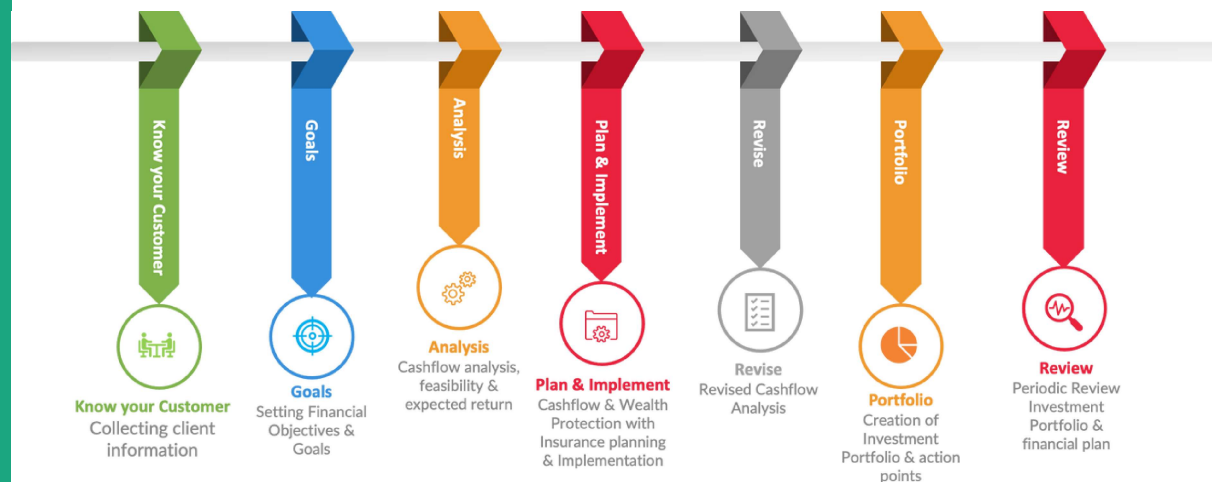 Know your Customer
Goals
Analysis
Plan & Implement
Revise
Portfolio
Review
Know your Customer
Collecting client
information
Goals
Setting Financial
Objectives &
Goals
Analysis
Cashflow analysis,
feasibility &
expected return
Plan & Implement
Cashflow & Wealth
Protection with
Insurance planning
& Implementation
Revise
Revised Cashflow
Analysis
Portfolio
Creation of
Investment
Portfolio & action
points
Review
Periodic Review
Investment
Portfolio &
financial plan